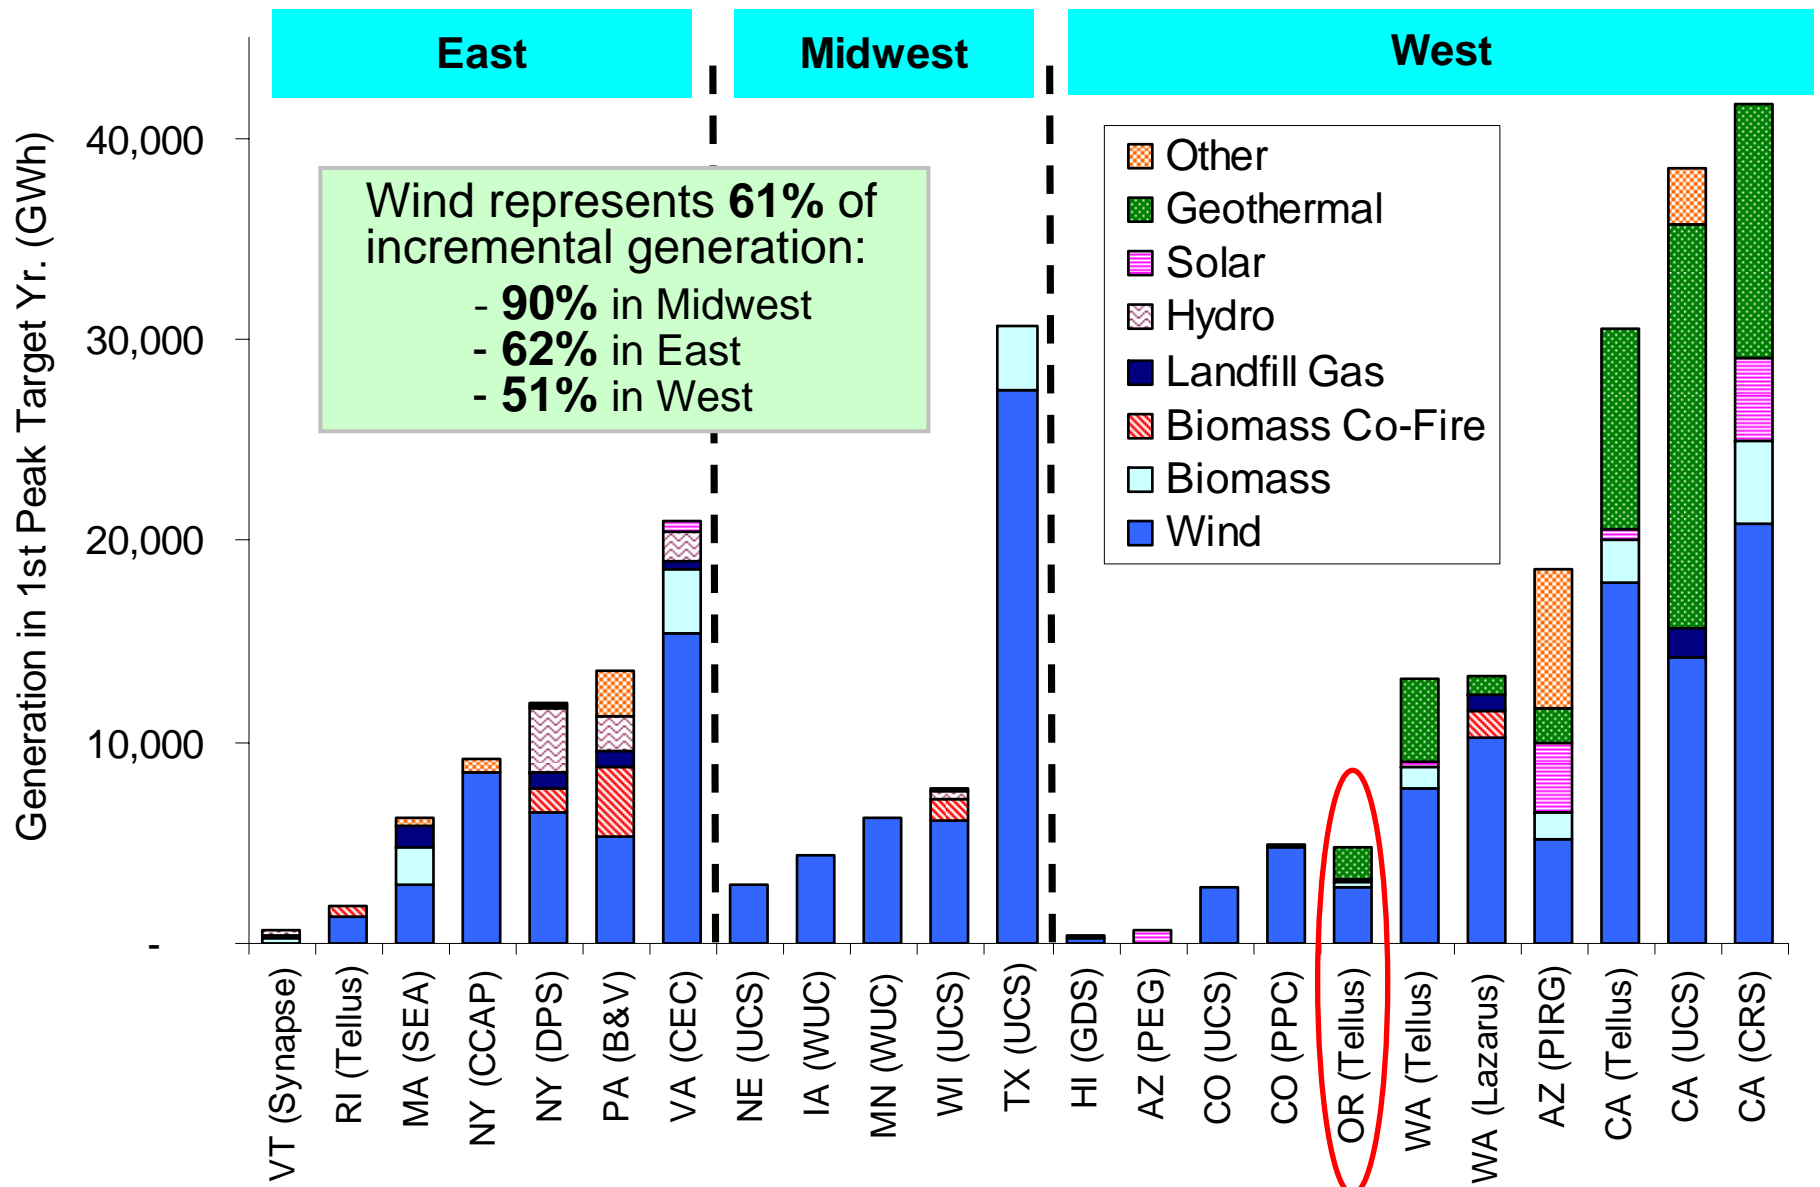 East
Midwest
West
Generation in 1st Peak Target Yr. (GWh)
40,000
30,000
20,000
10,000
-
Wind represents 61% of
incremental generation:
- 90% in Midwest
- 62% in East
- 51% in West
Other
Geothermal
Solar
Hydro
Landfill Gas
Biomass Co-Fire
Biomass
Wind
VT (Synapse)
RI (Tellus)
MA (SEA)
NY (CCAP)
NY (DPS)
PA (B&V)
VA (CEC)
NE (UCS)
IA (WUC)
MN (WUC)
WI (UCS)
TX (UCS)
HI (GDS)
AZ (PEG)
CO (UCS)
CO (PPC)
OR (Tellus)
WA (Tellus)
WA (Lazarus)
AZ (PIRG)
CA (Tellus)
CA (UCS)
CA (CRS)